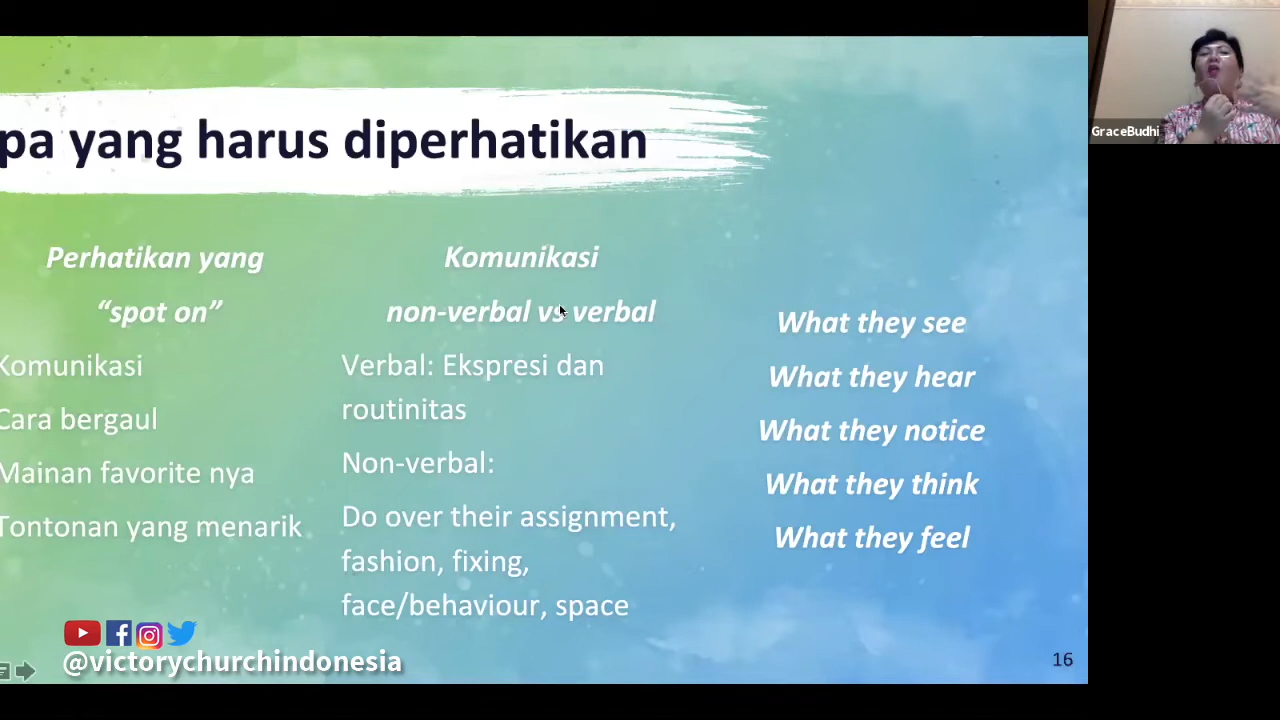 pa yang harus diperhatikan
Perhatikan yang
“spot on”
Komunikasi
Cara bergaul
Mainan favorite nya
Tontonan yang menarik
Komunikasi
non-verbal vs verbal
Verbal: Ekspresi dan
routinitas
Non-verbal:
Do over their assignment,
fashion, fixing,
face/behaviour, space
What they see
What they hear
What they notice
What they think
What they feel
@victorychurchindonesia
16
GraceBudhi